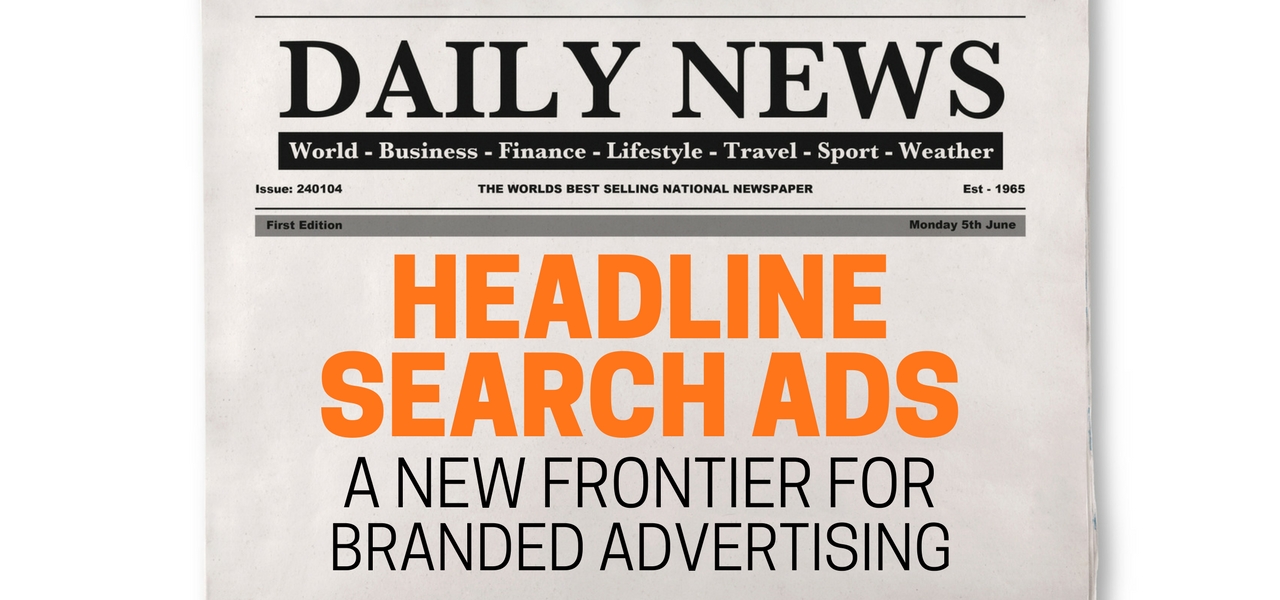 DAILY NEWS
World - Business - Finance - Lifestyle - Travel - Sport - Weather
Issue: 240104 THE WORLDS BEST SELLING NATIONAL NEWSPAPER Est - 1965
First Edition Monday 5th June
HEADLINE
SEARCH ADS
A NEW FRONTIER FOR
BRANDED ADVERTISING